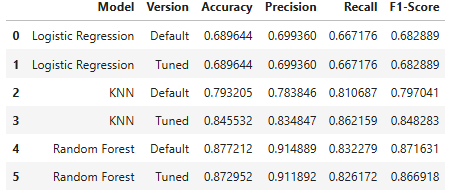 Model Version Accuracy Precision Recall F1-Score
0 Logistic Regression Default 0.689644 0.699360 0.667176 0.682889
1 Logistic Regression Tuned 0.689644 0.699360 0.667176 0.682889
2 KNN Default 0.793205 0.783846 0.810687 0.797041
3 KNN Tuned 0.845532 0.834847 0.862159 0.848283
4 Random Forest Default 0.877212 0.914889 0.832279 0.871631
5 Random Forest Tuned 0.872952 0.911892 0.826172 0.866918